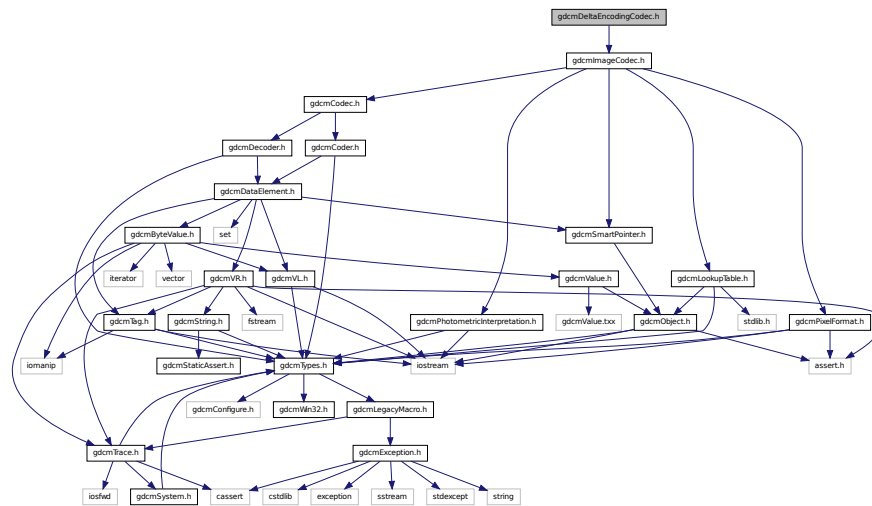 gdcmDeltaEncodingCodec.h
gdcmImageCodec.h
gdcmCodec.h
gdcmDecoder.h
gdcmCoder.h
gdcmDataElement.h
gdcmByteValue.h
set
gdcmSmartPointer.h
iterator
vector
gdcmVR.h
gdcmVL.h
gdcmValue.h
gdcmLookupTable.h
gdcmTag.h
gdcmString.h
fstream
gdcmPhotometricInterpretation.h
gdcmValue.txx
gdcmObject.h
stdlib.h
gdcmPixelFormat.h
iomanip
gdcmStaticAssert.h
gdcmTypes.h
iostream
assert.h
gdcmConfigure.h
gdcmWin32.h
gdcmLegacyMacro.h
gdcmTrace.h
gdcmException.h
iosfwd
gdcmSystem.h
cassert
cstdlib
exception
sstream
stdexcept
string